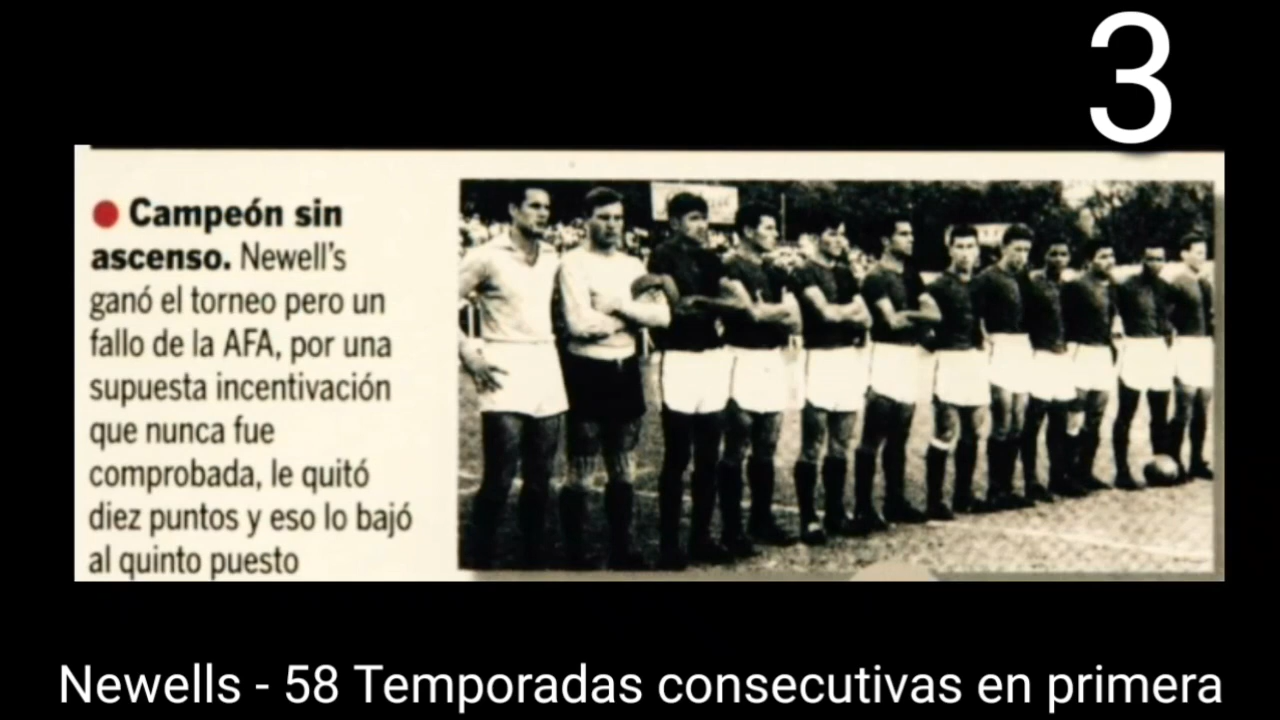 3
Campeón sin
ascenso. Newell's
ganó el torneo pero un
fallo de la AFA, por una
supuesta incentivación
que nunca fue
comprobada, le quitó
diez puntos y eso lo bajó
al quinto puesto
Newells - 58 Temporadas consecutivas en primera